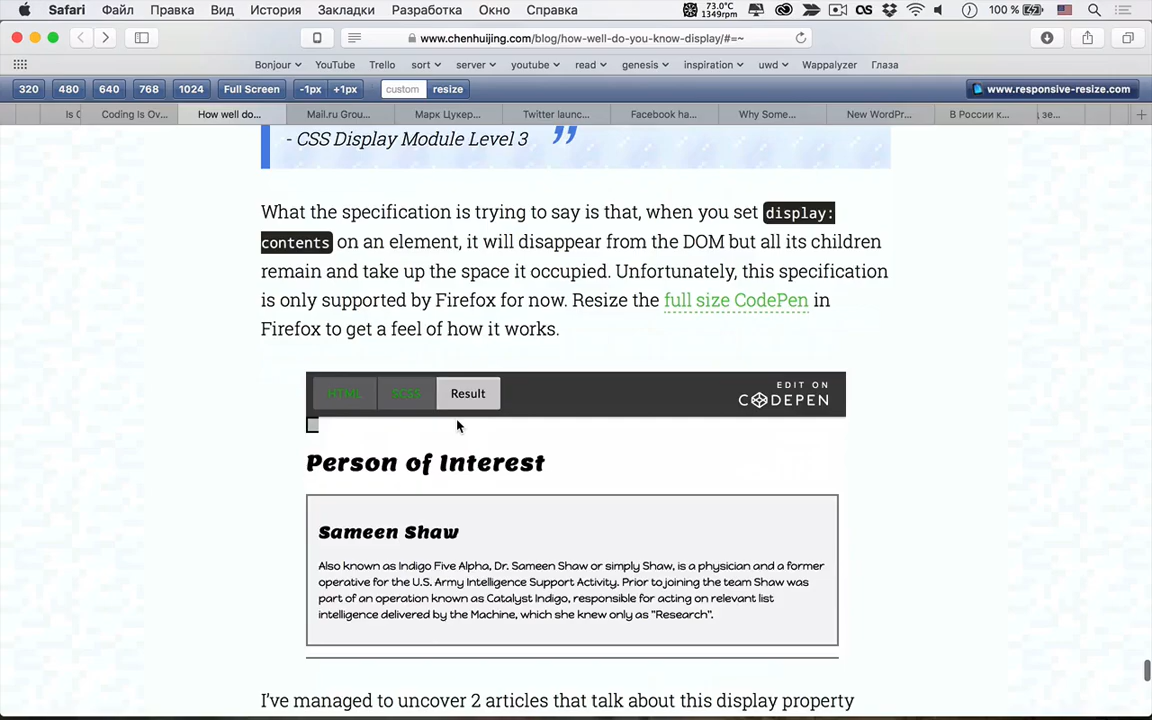 Safari Файл Правка Вид История Закладки Разработка Окно Справка 73.0°C 1349rpm 100 %
www.chenhuijing.com/blog/how-well-do-you-know-display/#=~
Bonjour YouTube Trello sort server youtube read genesis inspiration uwd Wappalyzer Глаза
320 480 640 768 1024 Full Screen -1px +1px custom resize www.responsive-resize.com
Is C Coding Is Ov... How well do... Mail.ru Grou... Марк Цукер... Twitter launc... Facebook ha... Why Some... New WordPr... В России к... зе...
- CSS Display Module Level 3 ”
What the specification is trying to say is that, when you set display:
contents on an element, it will disappear from the DOM but all its children
remain and take up the space it occupied. Unfortunately, this specification
is only supported by Firefox for now. Resize the full size CodePen in
Firefox to get a feel of how it works.
HTML SCSS Result EDIT ON
CODEPEN
Person of Interest
Sameen Shaw
Also known as Indigo Five Alpha, Dr. Sameen Shaw or simply Shaw, is a physician and a former
operative for the U.S. Army Intelligence Support Activity. Prior to joining the team Shaw was
part of an operation known as Catalyst Indigo, responsible for acting on relevant list
intelligence delivered by the Machine, which she knew only as "Research".
I've managed to uncover 2 articles that talk about this display property